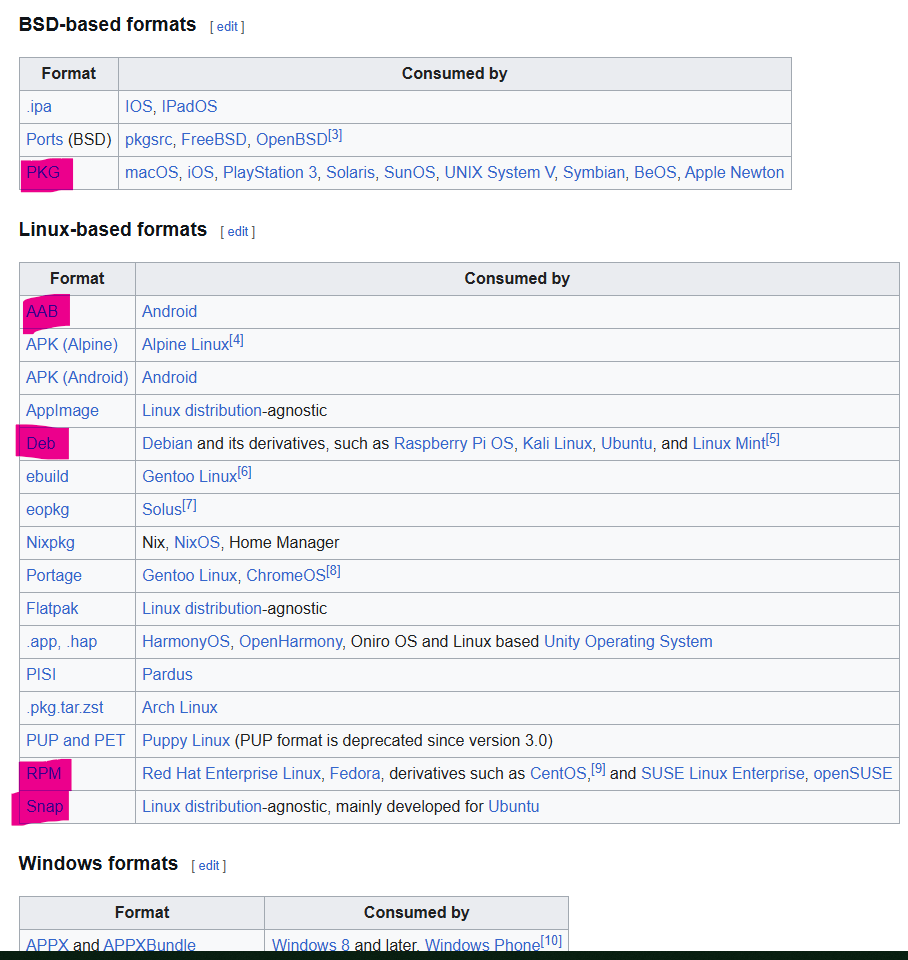 BSD-based formats [ edit ]
Format Consumed by
.ipa IOS, IPadOS
Ports (BSD) pkgsrc, FreeBSD, OpenBSD[3]
PKG macOS, iOS, PlayStation 3, Solaris, SunOS, UNIX System V, Symbian, BeOS, Apple Newton
Linux-based formats [ edit ]
Format Consumed by
AAB Android
APK (Alpine) Alpine Linux[4]
APK (Android) Android
AppImage Linux distribution-agnostic
Deb Debian and its derivatives, such as Raspberry Pi OS, Kali Linux, Ubuntu, and Linux Mint[5]
ebuild Gentoo Linux[6]
eopkg Solus[7]
Nixpkg Nix, NixOS, Home Manager
Portage Gentoo Linux, ChromeOS[8]
Flatpak Linux distribution-agnostic
.app, .hap HarmonyOS, OpenHarmony, Oniro OS and Linux based Unity Operating System
PISI Pardus
.pkg.tar.zst Arch Linux
PUP and PET Puppy Linux (PUP format is deprecated since version 3.0)
RPM Red Hat Enterprise Linux, Fedora, derivatives such as CentOS,[9] and SUSE Linux Enterprise, openSUSE
Snap Linux distribution-agnostic, mainly developed for Ubuntu
Windows formats [ edit ]
Format Consumed by
APPX and APPXBundle Windows 8 and later, Windows Phone[10]